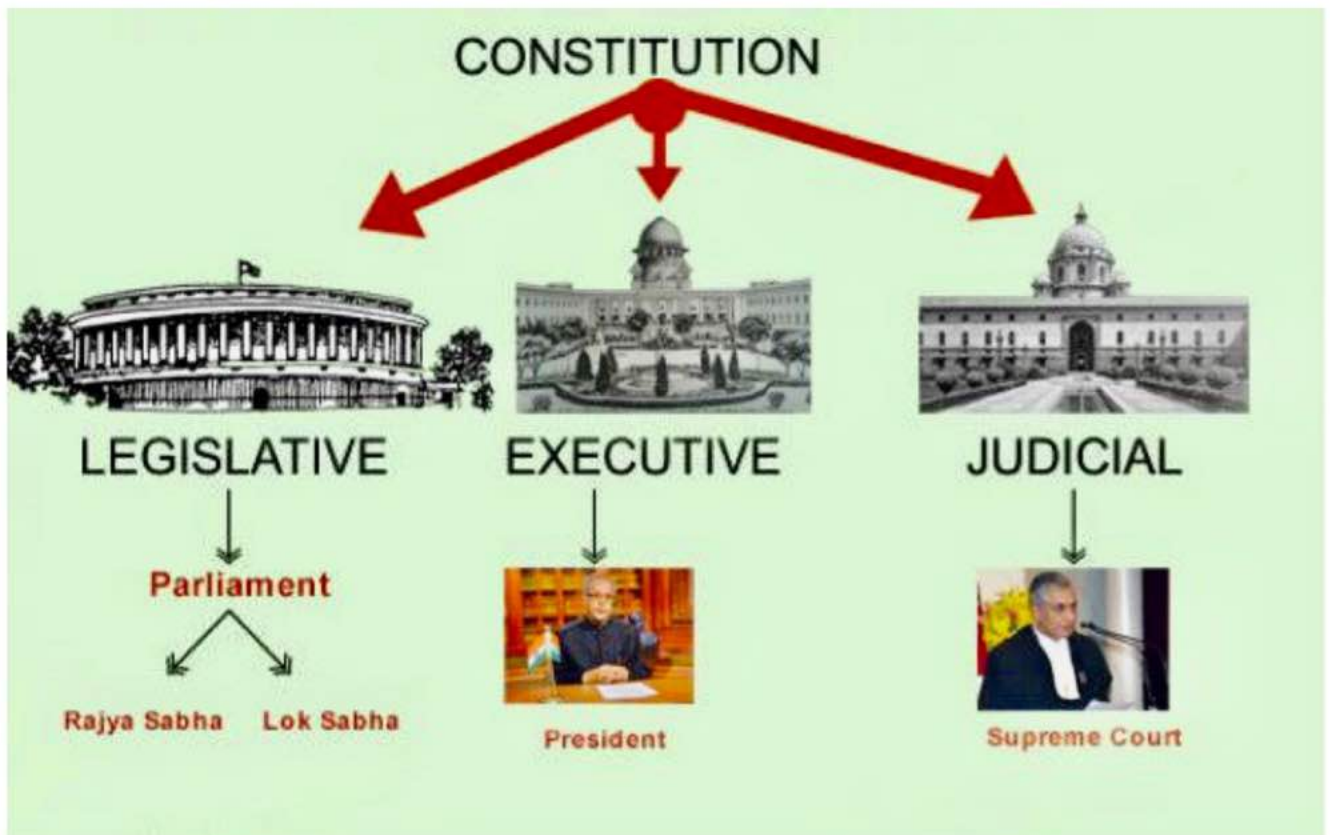 CONSTITUTION
LEGISLATIVE
EXECUTIVE
JUDICIAL
Parliament
Rajya Sabha
Lok Sabha
President
Supreme Court